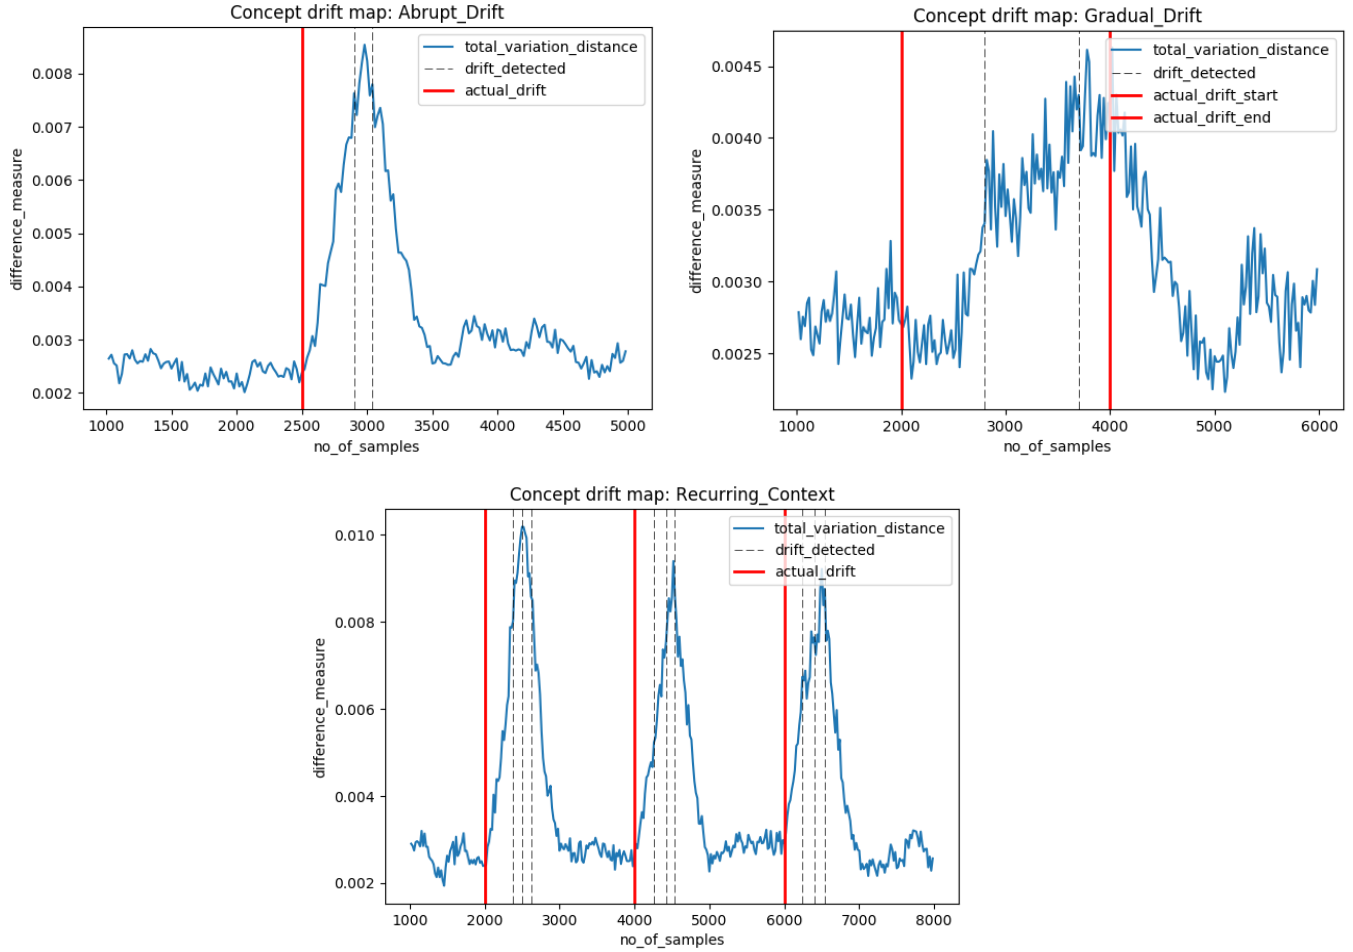 Concept drift map: Abrupt_Drift
total_variation_distance
drift_detected
actual_drift
difference_measure
0.008
0.007
0.006
0.005
0.004
0.003
0.002
1000 1500 2000 2500 3000 3500 4000 4500 5000
no_of_samples
Concept drift map: Gradual_Drift
total_variation_distance
drift_detected
actual_drift_start
actual_drift_end
difference_measure
0.0045
0.0040
0.0035
0.0030
0.0025
1000 2000 3000 4000 5000 6000
no_of_samples
Concept drift map: Recurring_Context
total_variation_distance
drift_detected
actual_drift
difference_measure
0.010
0.008
0.006
0.004
0.002
1000 2000 3000 4000 5000 6000 7000 8000
no_of_samples